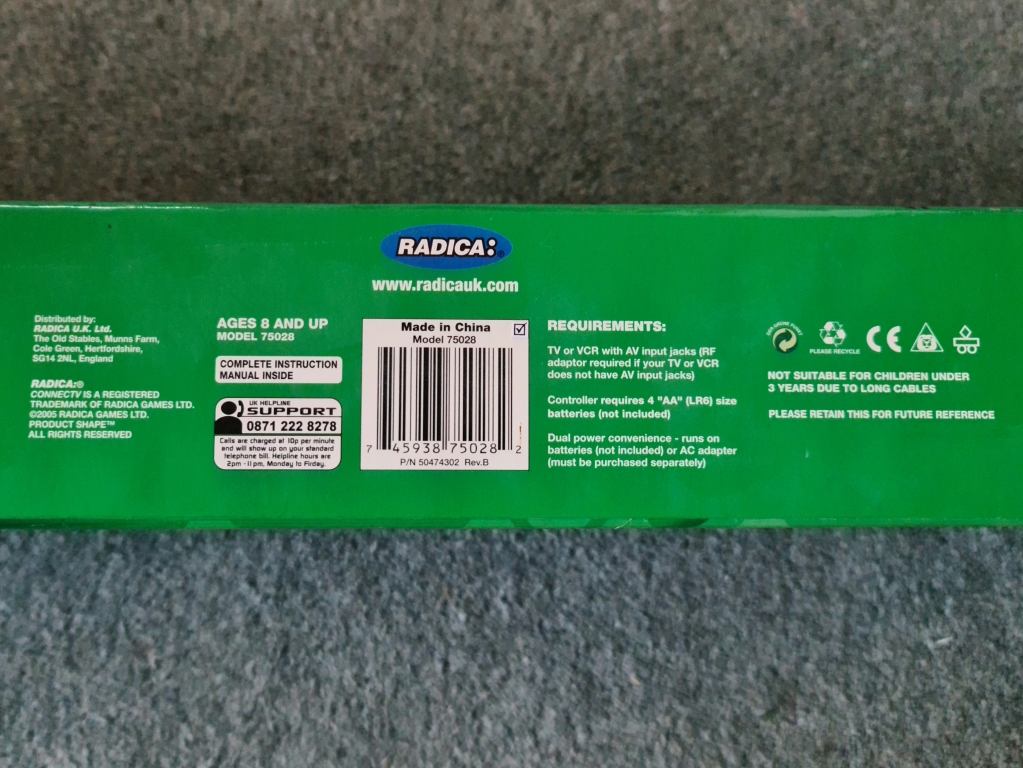 RADICA:®
www.radicauk.com
Distributed by:
RADICA U.K. Ltd.
The Old Stables, Munns Farm,
Cole Green, Hertfordshire,
SG14 2NL, England
RADICA:®
CONNECTV IS A REGISTERED
TRADEMARK OF RADICA GAMES LTD.
©2005 RADICA GAMES LTD.
PRODUCT SHAPE™
ALL RIGHTS RESERVED
AGES 8 AND UP
MODEL 75028
COMPLETE INSTRUCTION
MANUAL INSIDE
UK HELPLINE
SUPPORT
0871 222 8278
Calls are charged at 10p per minute
and will show up on your standard
telephone bill. Helpline hours are
2pm - 11 pm, Monday to Firday.
Made in China
Model 75028
7 45938 75028 2
P/N 50474302 Rev.B
REQUIREMENTS:
TV or VCR with AV input jacks (RF
adaptor required if your TV or VCR
does not have AV input jacks)
Controller requires 4 "AA" (LR6) size
batteries (not included)
Dual power convenience - runs on
batteries (not included) or AC adapter
(must be purchased separately)
PLEASE RECYCLE
CE
NOT SUITABLE FOR CHILDREN UNDER
3 YEARS DUE TO LONG CABLES
PLEASE RETAIN THIS FOR FUTURE REFERENCE